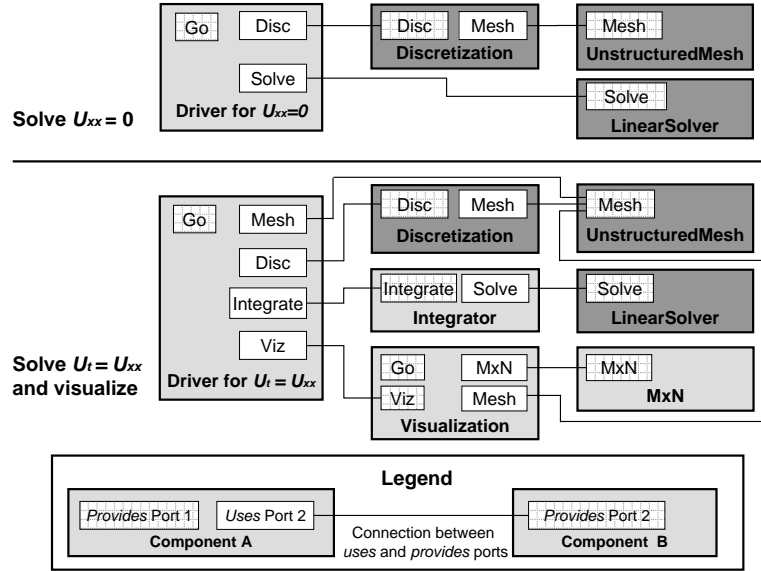 Go Disc Disc Mesh Mesh
Discretization UnstructuredMesh
Solve Solve
Driver for Uxx=0
Solve Uxx = 0
LinearSolver
Go Mesh Disc Mesh Mesh
Discretization UnstructuredMesh
Disc
Integrate Integrate Solve Solve
Integrator LinearSolver
Viz Go MxN MxN
Solve Ut = Uxx
and visualize
Driver for Ut = Uxx
Viz Mesh MxN
Visualization
Legend
Provides Port 1 Uses Port 2 Provides Port 2
Component A Component B
Connection between
uses and provides ports